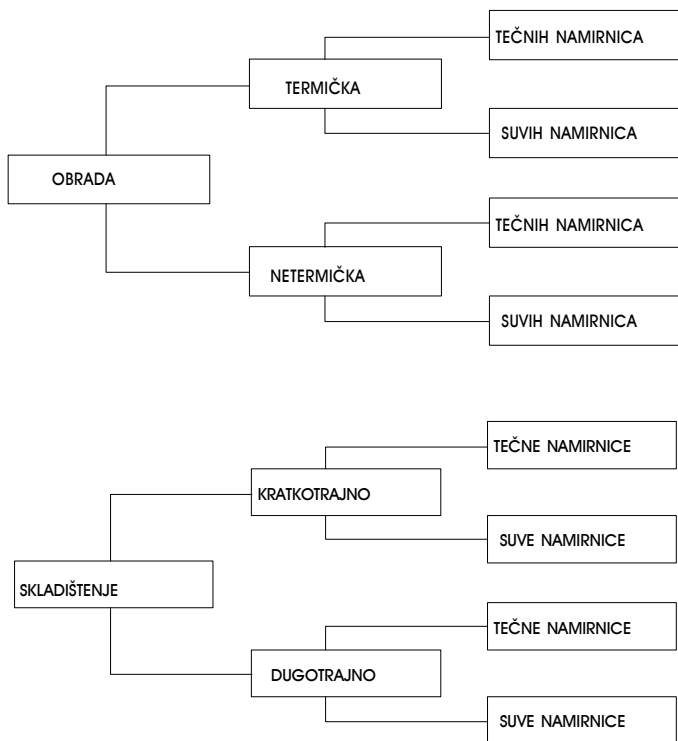 TEČNIH NAMIRNICA
TERMIČKA
SUVIH NAMIRNICA
OBRADA
TEČNIH NAMIRNICA
NETERMIČKA
SUVIH NAMIRNICA
TEČNE NAMIRNICE
KRATKOTRAJNO
SUVE NAMIRNICE
SKLADIŠTENJE
TEČNE NAMIRNICE
DUGOTRAJNO
SUVE NAMIRNICE